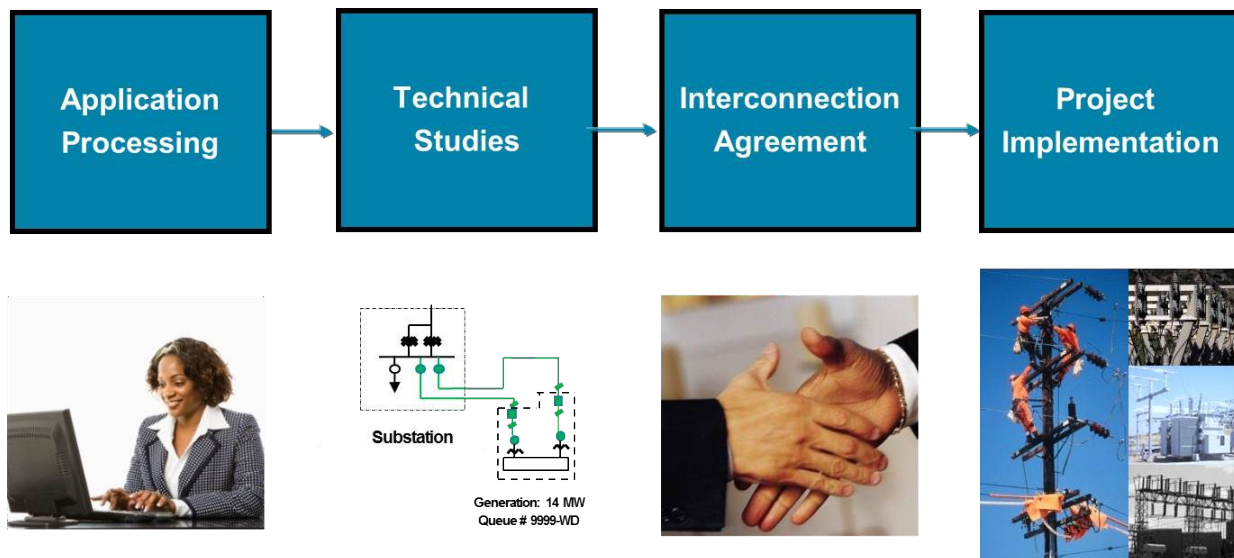 Application
Processing
Technical
Studies
Interconnection
Agreement
Project
Implementation
Substation
Generation: 14 MW
Queue # 9999-WD